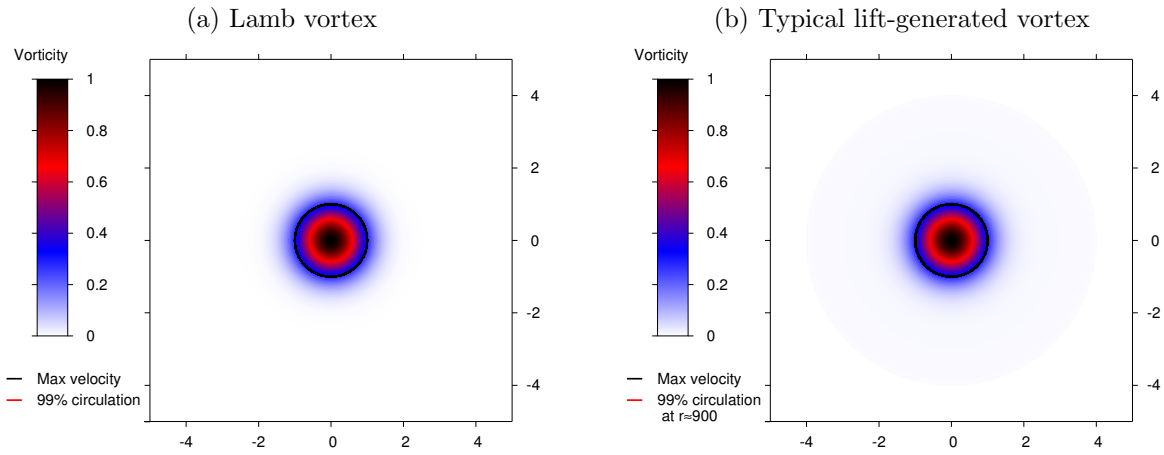 (a) Lamb vortex
Vorticity
1
0.8
0.6
0.4
0.2
0
Max velocity
99% circulation
4
2
0
-2
-4
-4 -2 0 2 4
(b) Typical lift-generated vortex
Vorticity
1
0.8
0.6
0.4
0.2
0
Max velocity
99% circulation
at r≈900
4
2
0
-2
-4
-4 -2 0 2 4